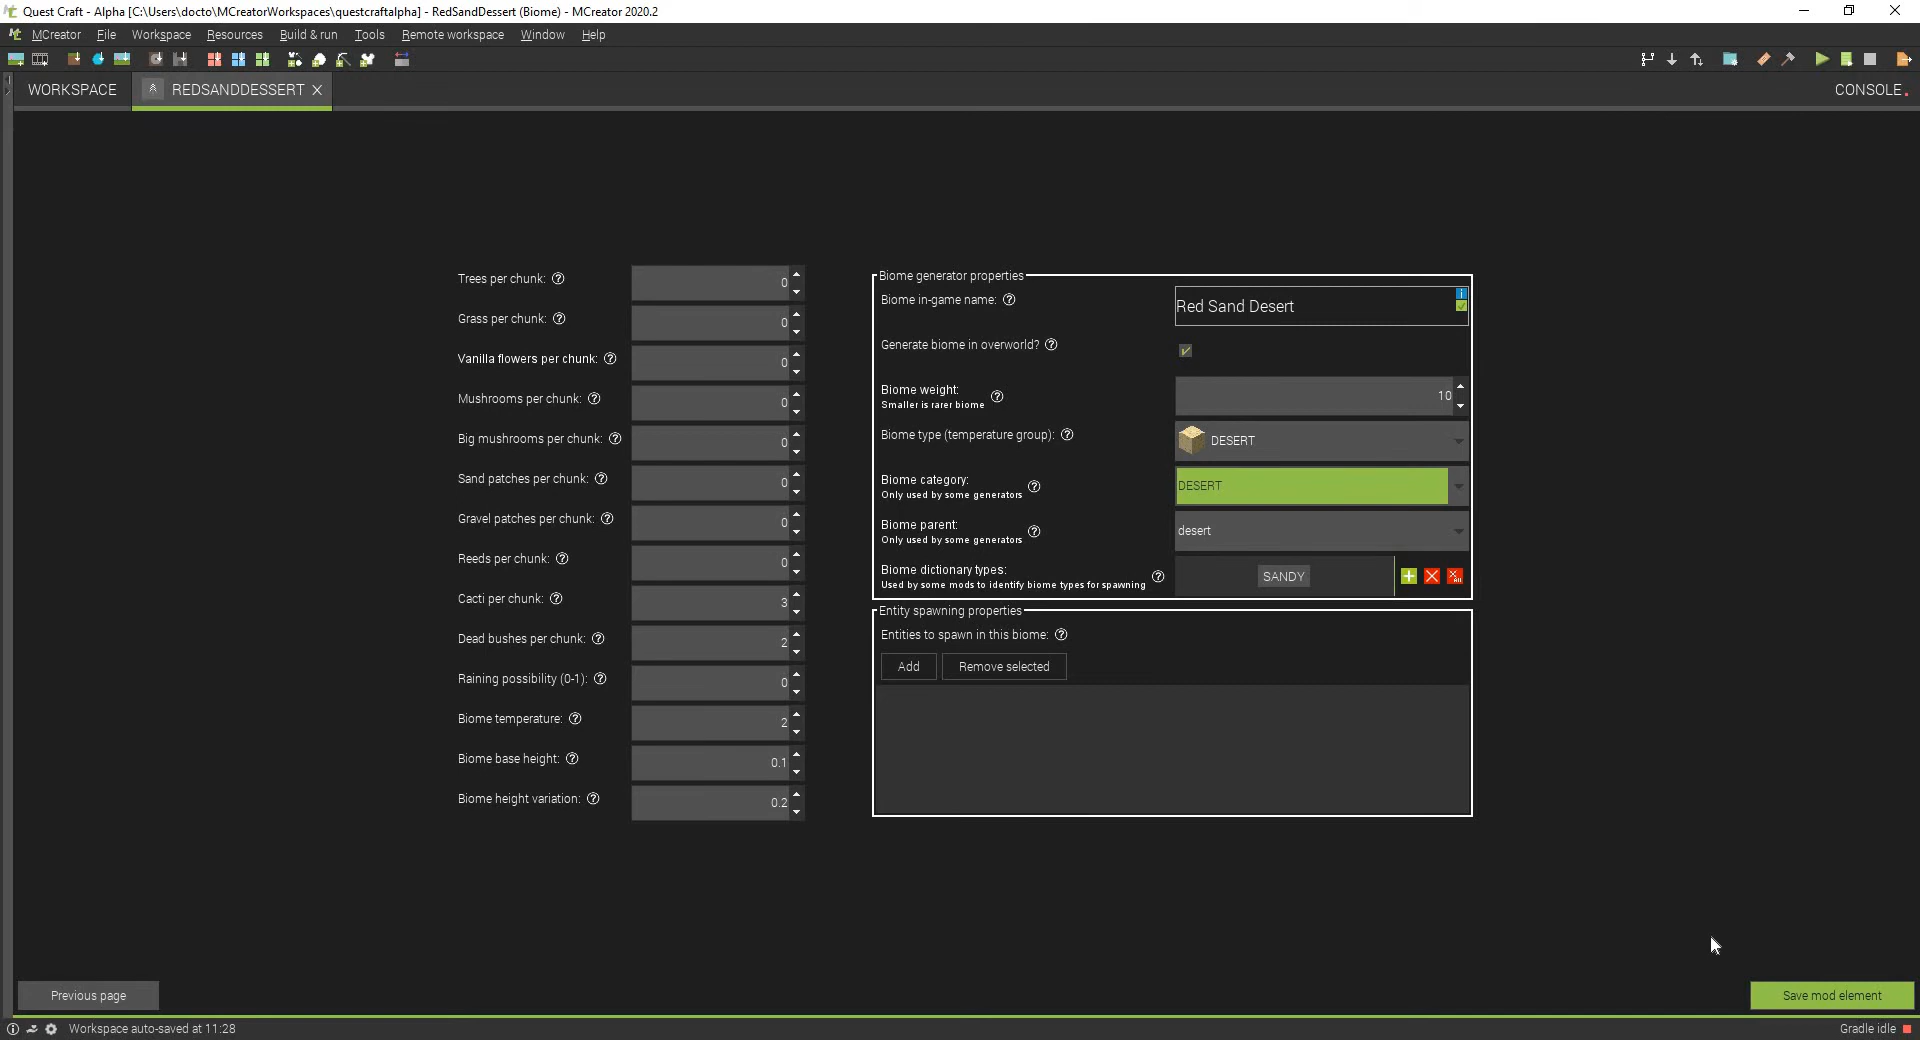 Quest Craft - Alpha [C:\Users\docto\MCreatorWorkspaces\questcraftalpha] - RedSandDessert (Biome) - MCreator 2020.2
MCreator File Workspace Resources Build & run Tools Remote workspace Window Help
WORKSPACE REDSANDDESSERT CONSOLE
Trees per chunk: 0
Grass per chunk: 0
Vanilla flowers per chunk: 0
Mushrooms per chunk: 0
Big mushrooms per chunk: 0
Sand patches per chunk: 0
Gravel patches per chunk: 0
Reeds per chunk: 0
Cacti per chunk: 3
Dead bushes per chunk: 2
Raining possibility (0-1): 0
Biome temperature: 2
Biome base height: 0.1
Biome height variation: 0.2
Biome generator properties
Biome in-game name: Red Sand Desert
Generate biome in overworld?
Biome weight: 10
Smaller is rarer biome
Biome type (temperature group): DESERT
Biome category: DESERT
Only used by some generators
Biome parent: desert
Only used by some generators
Biome dictionary types: SANDY
Used by some mods to identify biome types for spawning
Entity spawning properties
Entities to spawn in this biome:
Add Remove selected
Previous page Save mod element
Workspace auto-saved at 11:28 Gradle idle